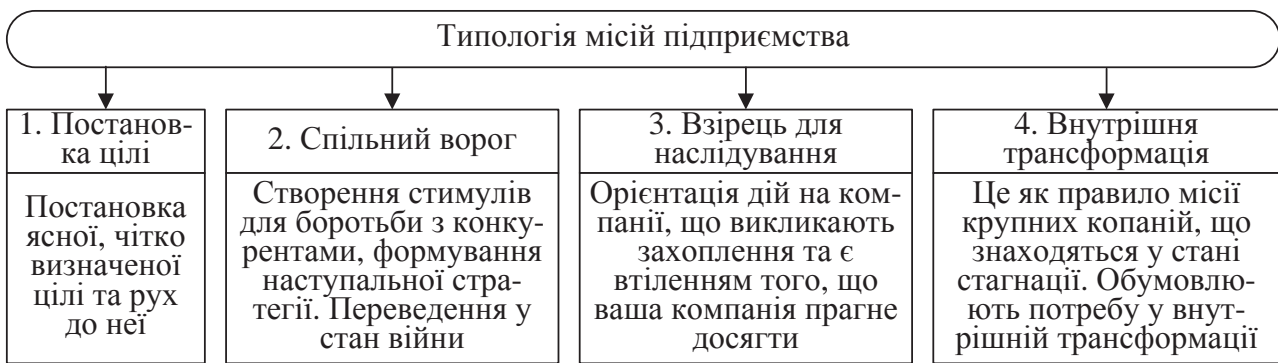 Типологія місій підприємства
1. Постанов-
ка цілі
Постановка
ясної, чітко
визначеної
цілі та рух
до неї
2. Спільний ворог
Створення стимулів
для боротьби з конку-
рентами, формування
наступальної стра-
тегії. Переведення у
стан війни
3. Взірець для
наслідування
Орієнтація дій на ком-
панії, що викликають
захоплення та є
втіленням того, що
ваша компанія прагне
досягти
4. Внутрішня
трансформація
Це як правило місії
крупних копаній, що
знаходяться у стані
стагнації. Обумовлю-
ють потребу у внут-
рішній трансформації